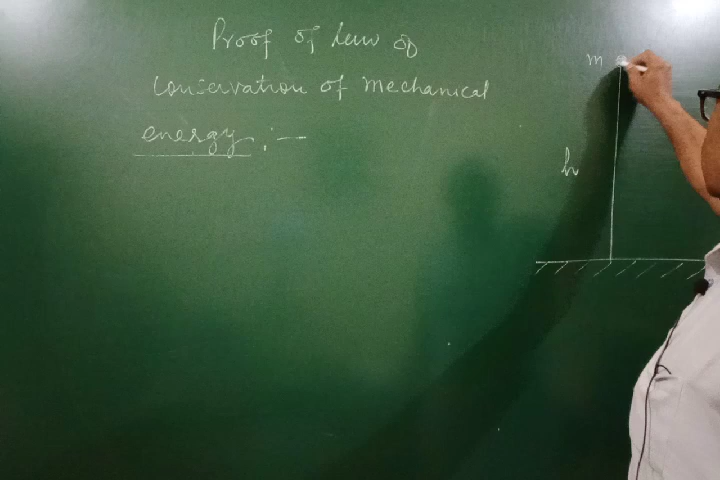 Proof of law of
Conservation of Mechanical
energy :-
m
h